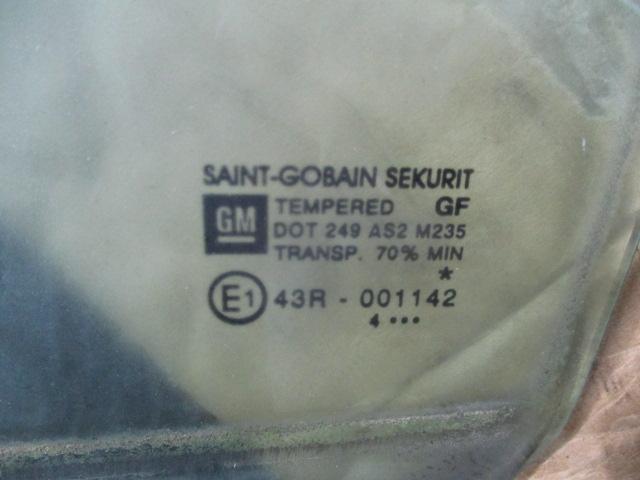 SAINT-GOBAIN SEKURIT
GM TEMPERED GF
DOT 249 AS2 M235
TRANSP. 70% MIN
*
E1 43R - 001142
4 •••